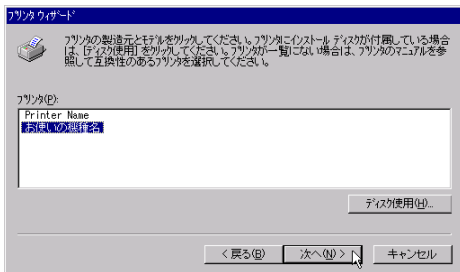 プリンタ ウィザード
プリンタの製造元とモデルをクリックしてください。プリンタにインストール ディスクが付属している場合
は、[ディスク使用] をクリックしてください。プリンタが一覧にない場合は、プリンタのマニュアルを参
照して互換性のあるプリンタを選択してください。
プリンタ(P):
Printer Name
お使いの機種名
ディスク使用(H)...
< 戻る(B)
次へ(N) >
キャンセル